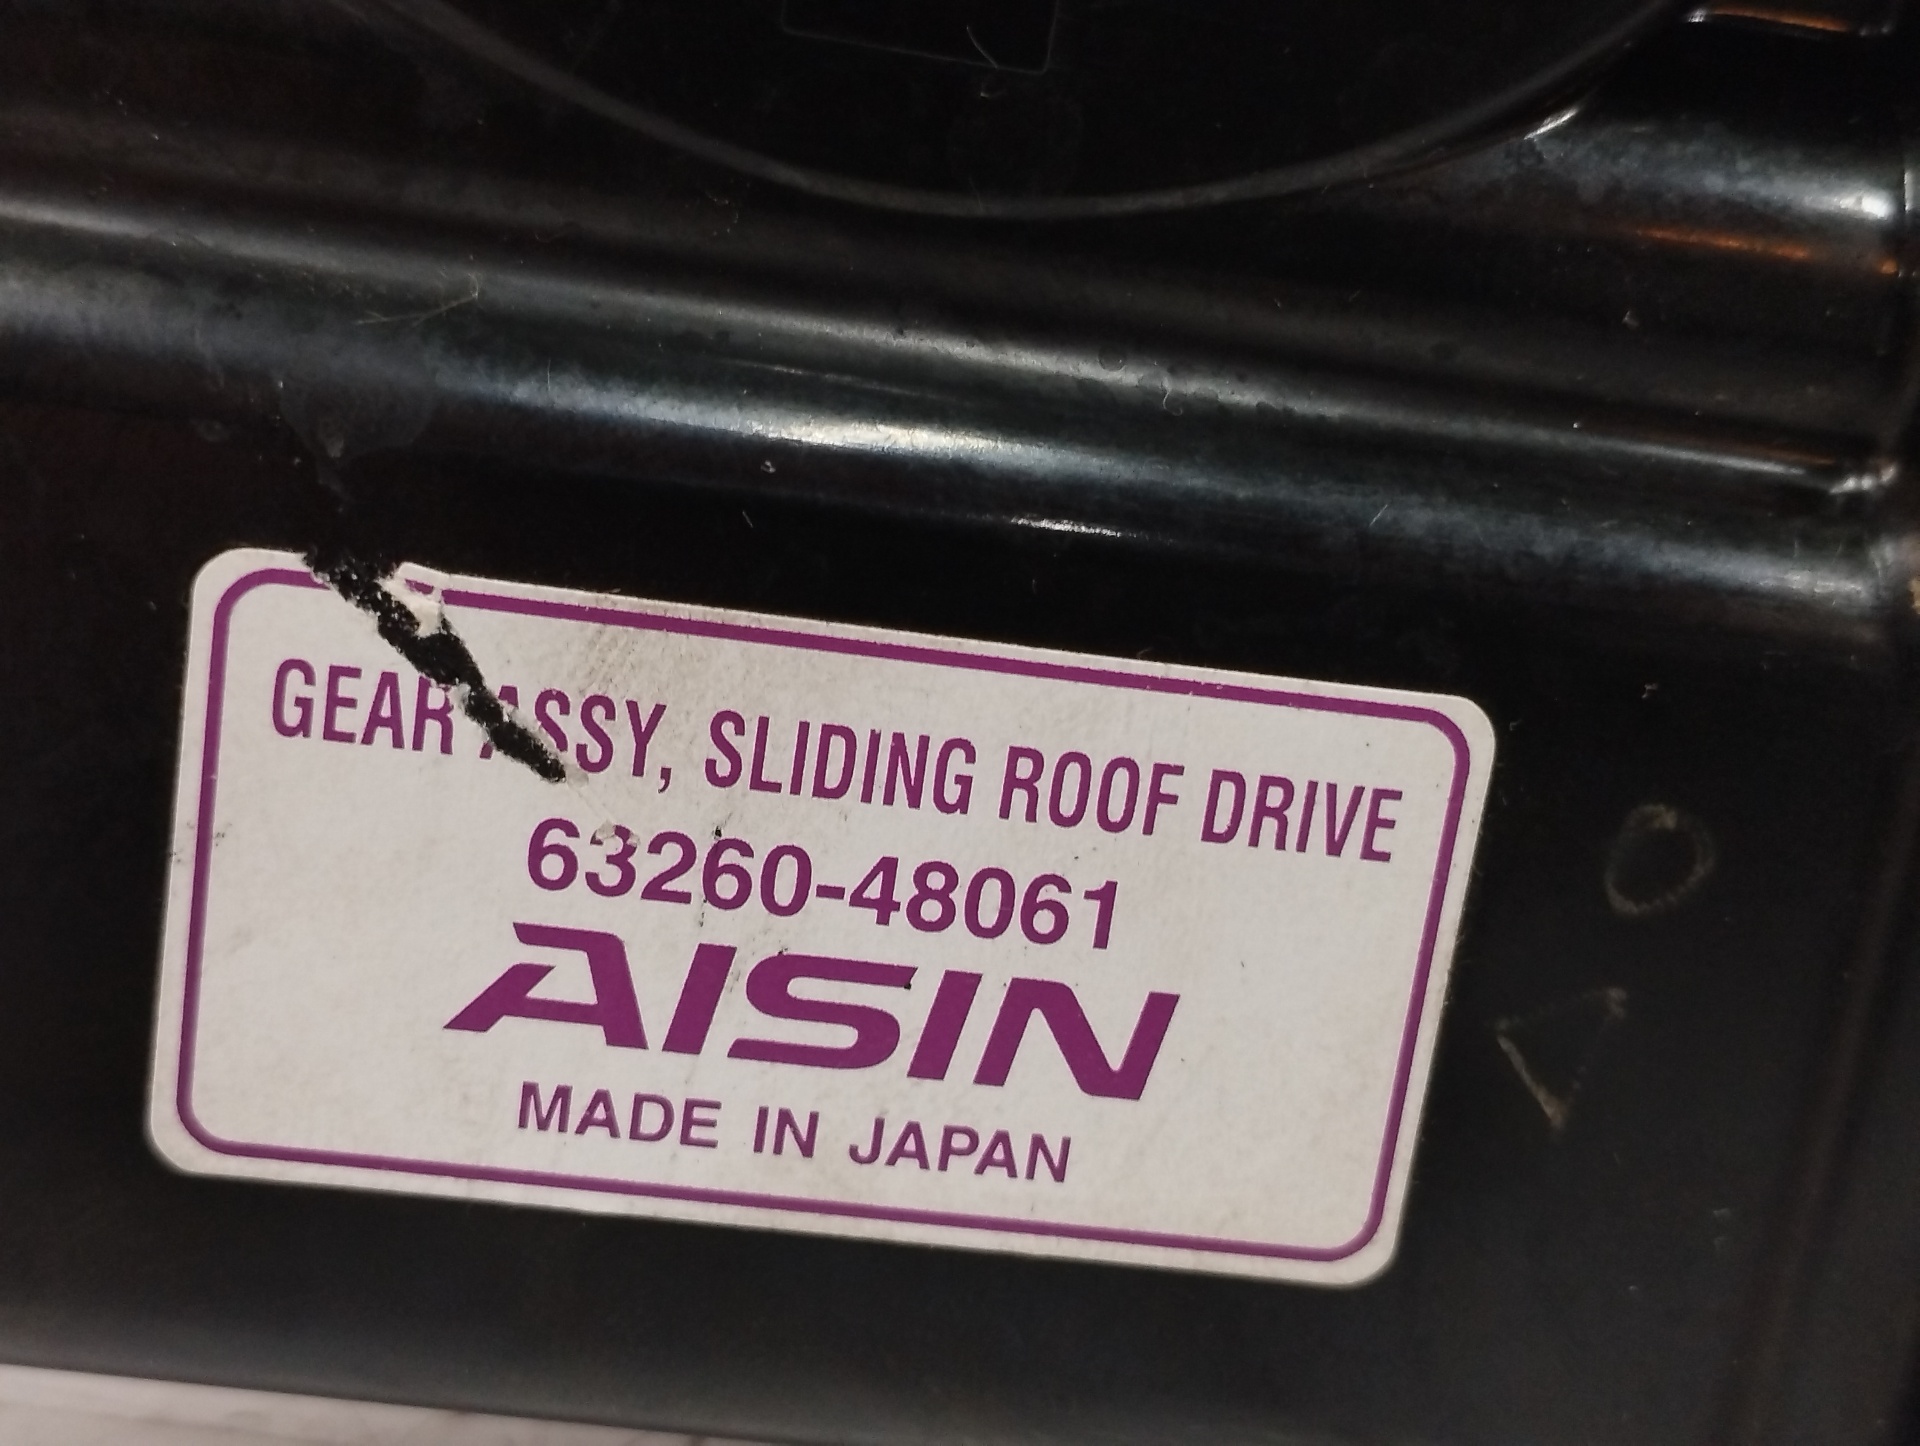 GEAR ASSY, SLIDING ROOF DRIVE
63260-48061
AISIN
MADE IN JAPAN